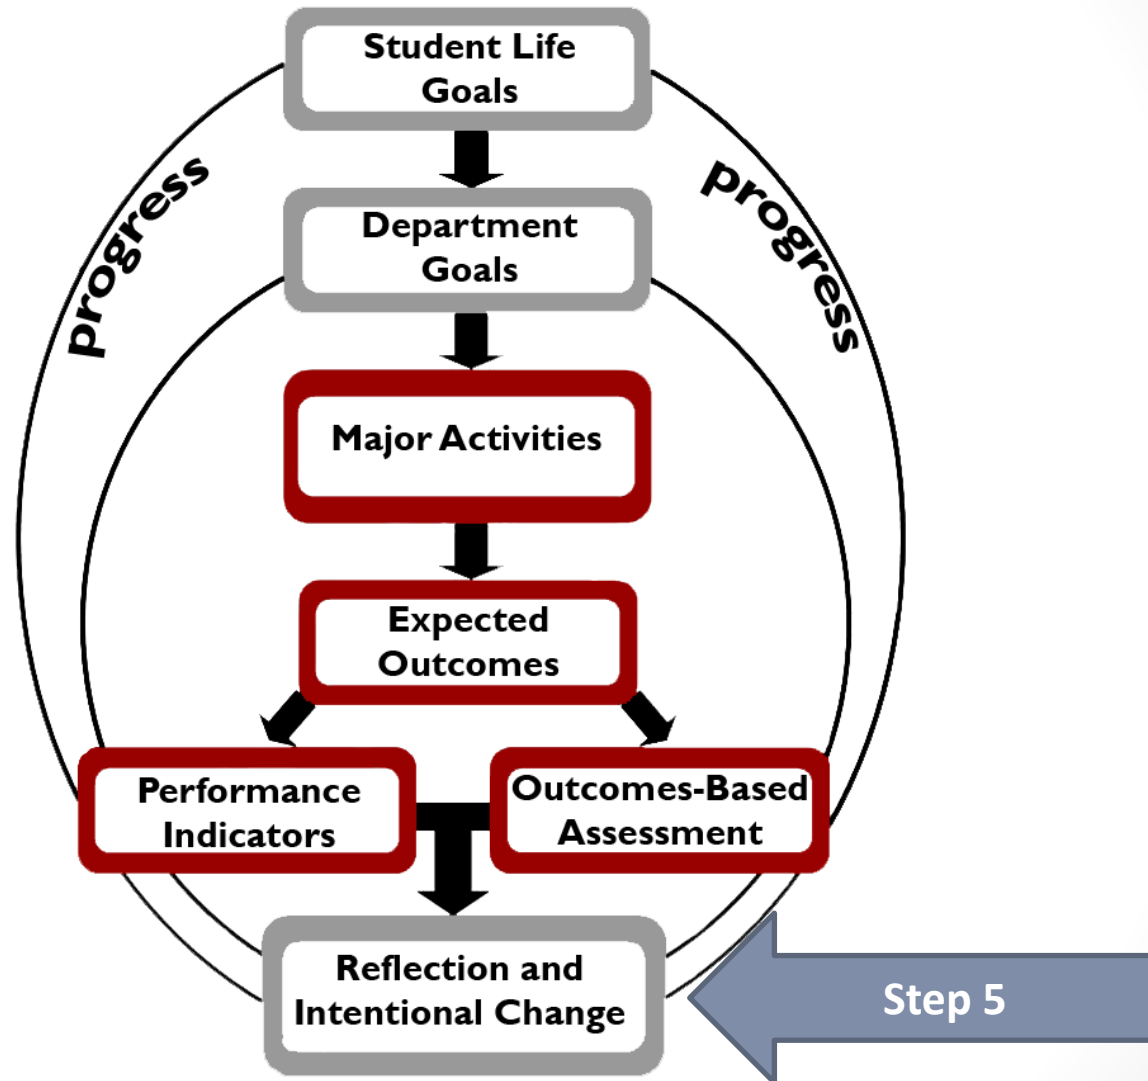 Student Life
Goals
progress
progress
Department
Goals
Major Activities
Expected
Outcomes
Performance
Indicators
Outcomes-Based
Assessment
Reflection and
Intentional Change
Step 5